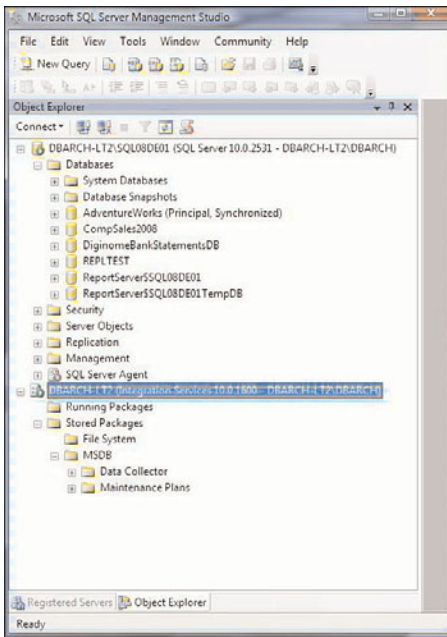 Microsoft SQL Server Management Studio
File Edit View Tools Window Community Help
New Query
Object Explorer
Connect
DBARCH-LT2\SQL08DE01 (SQL Server 10.0.2531 - DBARCH-LT2\DBARCH)
Databases
System Databases
Database Snapshots
AdventureWorks (Principal, Synchronized)
CompSales2008
DiginomeBankStatementsDB
REPLTEST
ReportServer$SQL08DE01
ReportServer$SQL08DE01TempDB
Security
Server Objects
Replication
Management
SQL Server Agent
DBARCH-LT2 (Integration Services 10.0.1600 - DBARCH-LT2\DBARCH)
Running Packages
Stored Packages
File System
MSDB
Data Collector
Maintenance Plans
Registered Servers Object Explorer
Ready